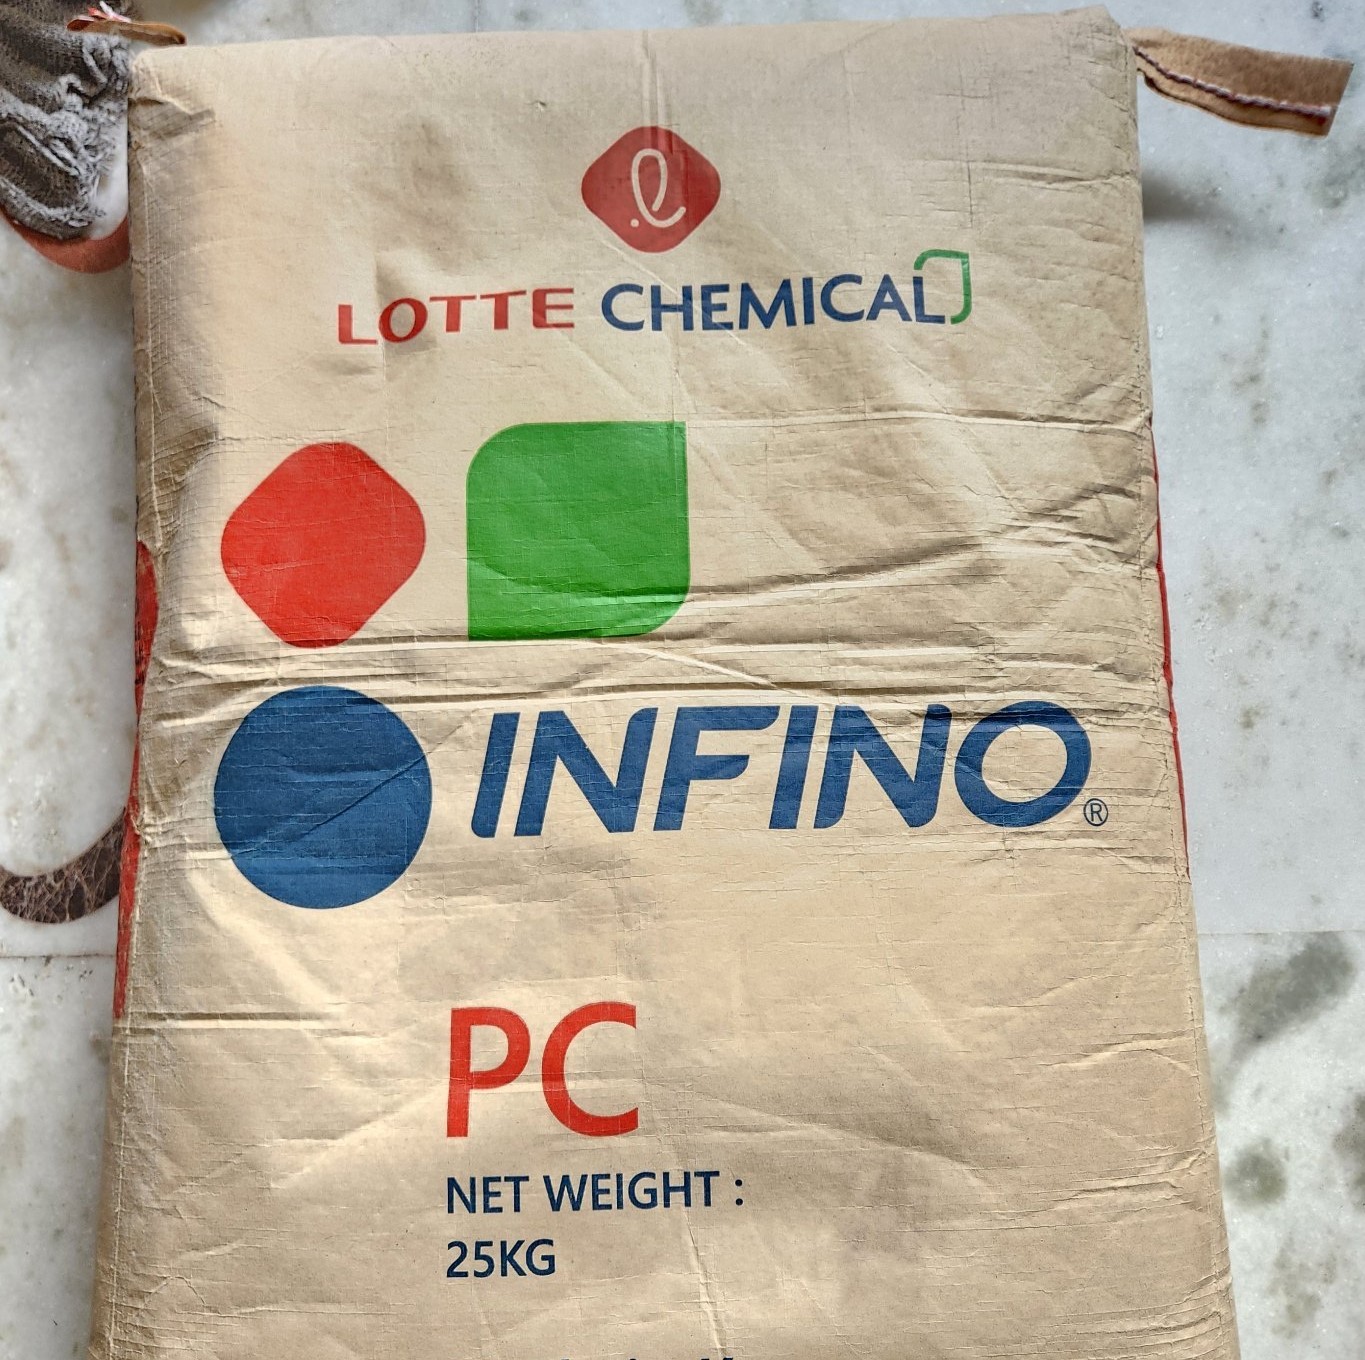 LOTTE CHEMICAL
INFINO®
PC
NET WEIGHT :
25KG